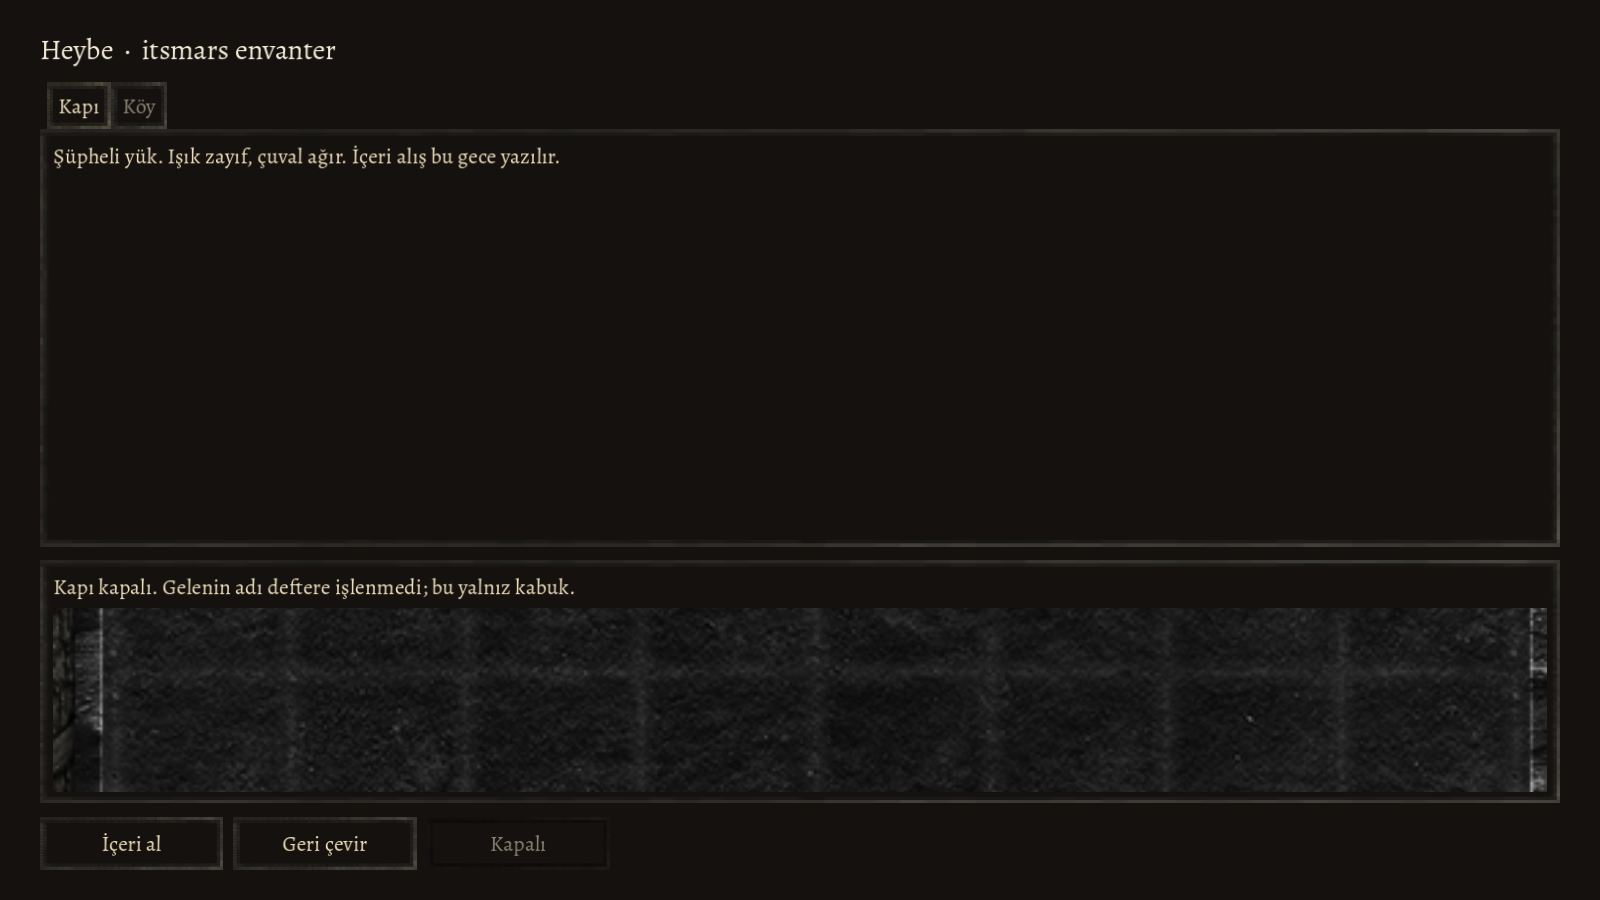 Heybe · itsmars envanter
Kapı
Köy
Şüpheli yük. Işık zayıf, çuval ağır. İçeri alış bu gece yazılır.
Kapı kapalı. Gelenin adı deftere işlenmedi; bu yalnız kabuk.
İçeri al
Geri çevir
Kapalı